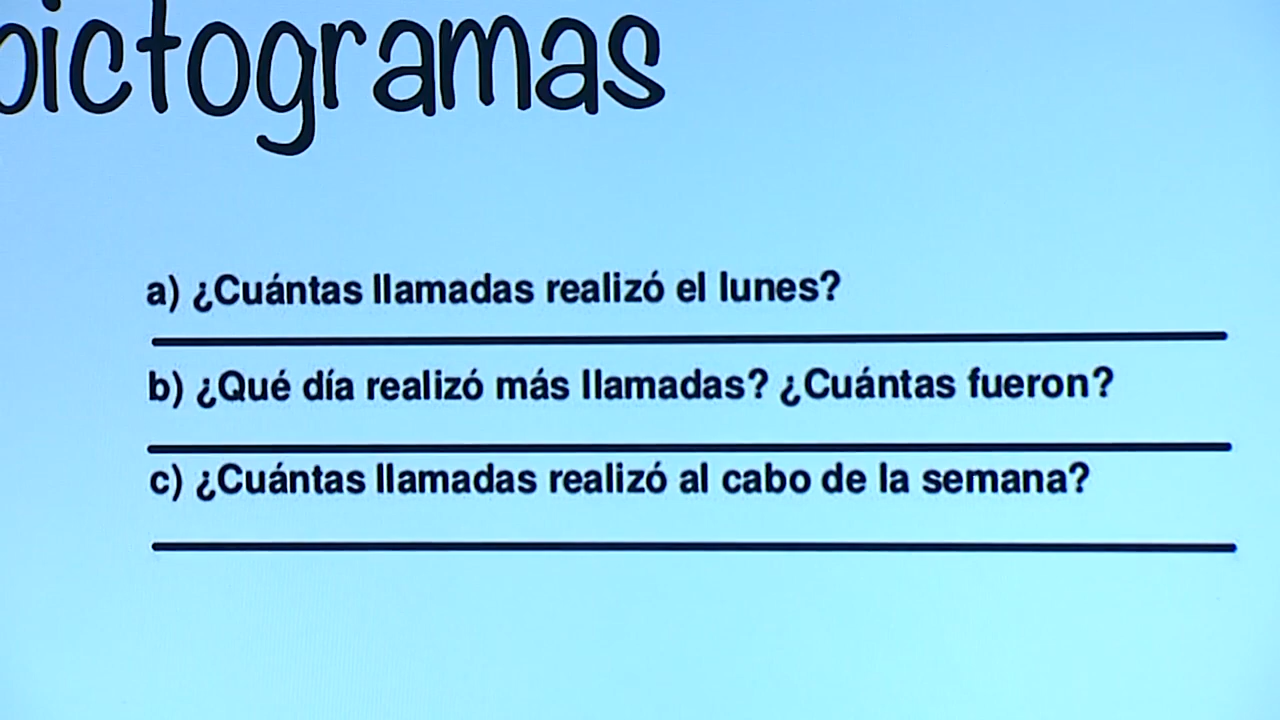 pictogramas
a) ¿Cuántas llamadas realizó el lunes?
b) ¿Qué día realizó más llamadas? ¿Cuántas fueron?
c) ¿Cuántas llamadas realizó al cabo de la semana?